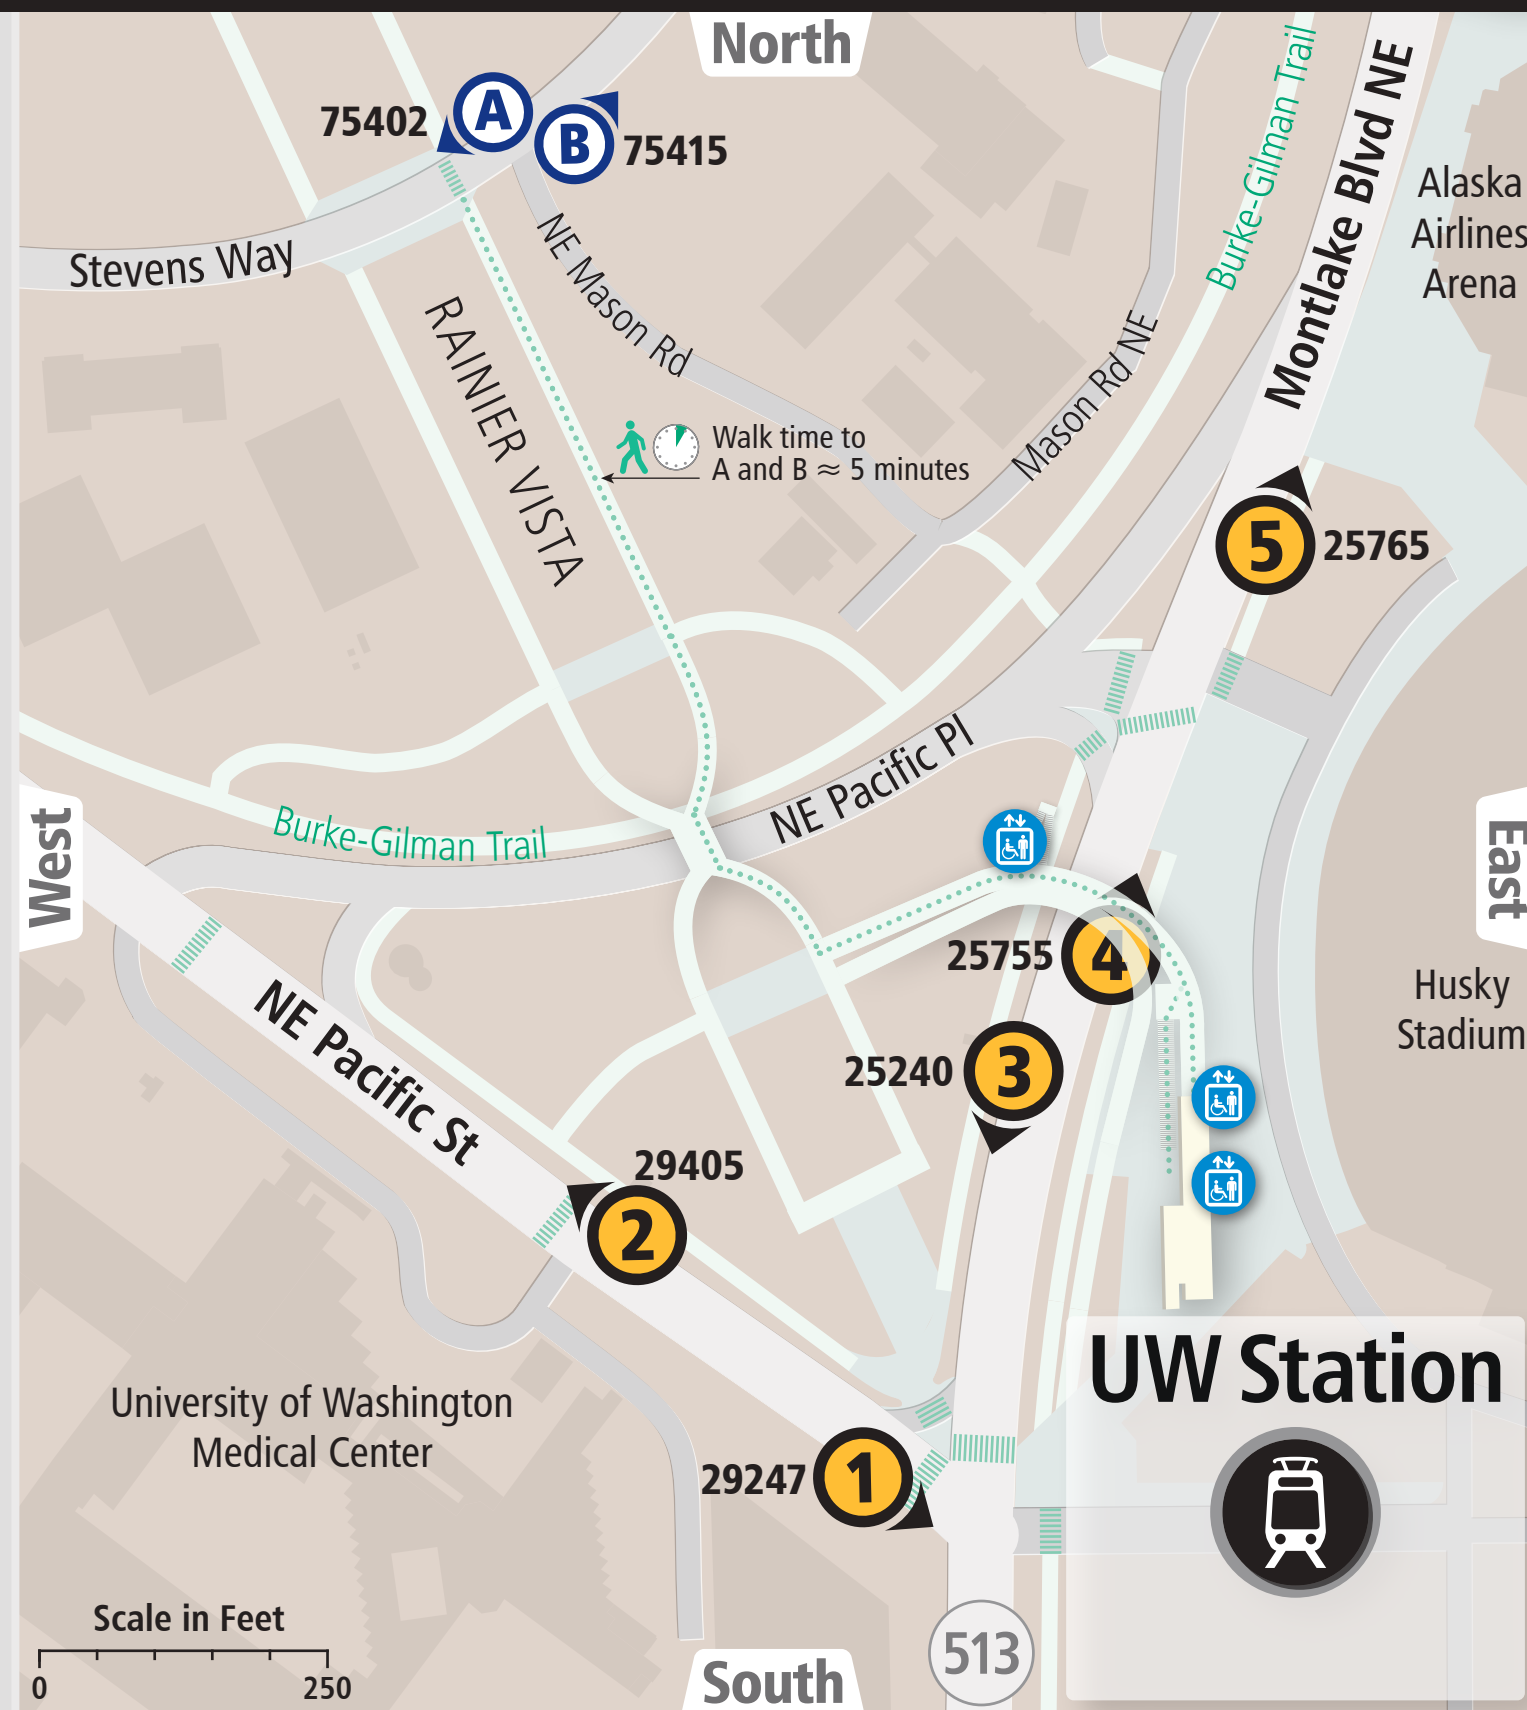 North
A
75402
B
75415
Burke-Gilman Trail
Montlake Blvd NE
Alaska
Airlines
Arena
Stevens Way
NE Mason Rd
RAINIER VISTA
Mason Rd NE
Walk time to
A and B ≈ 5 minutes
5
25765
NE Pacific Pl
West
Burke-Gilman Trail
East
4
25755
NE Pacific St
Husky
Stadium
3
25240
29405
2
UW Station
University of Washington
Medical Center
1
29247
Scale in Feet
0
250
513
South